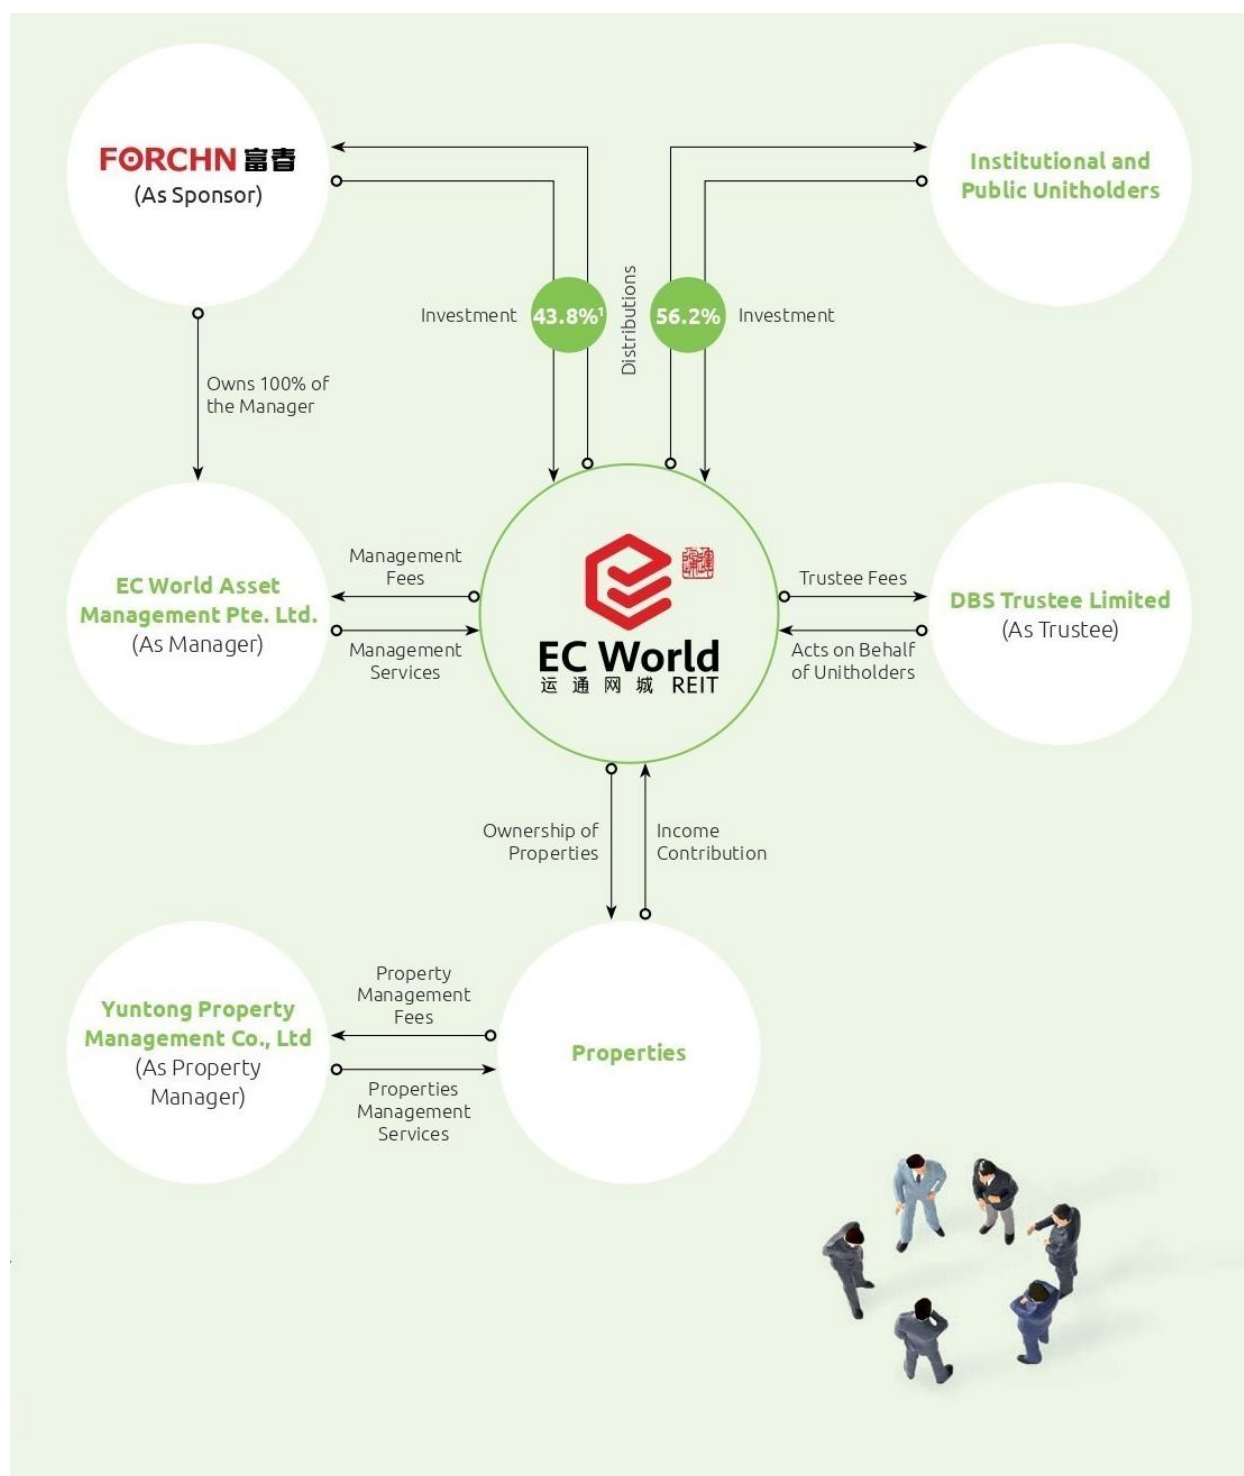 FORCHN 富春
(As Sponsor)
Institutional and
Public Unitholders
Investment
43.8%¹
Distributions
56.2%
Investment
Owns 100% of
the Manager
EC World Asset
Management Pte. Ltd.
(As Manager)
Management
Fees
Management
Services
EC World
运通网城 REIT
Trustee Fees
Acts on Behalf
of Unitholders
DBS Trustee Limited
(As Trustee)
Ownership of
Properties
Income
Contribution
Yuntong Property
Management Co., Ltd
(As Property
Manager)
Property
Management
Fees
Properties
Management
Services
Properties